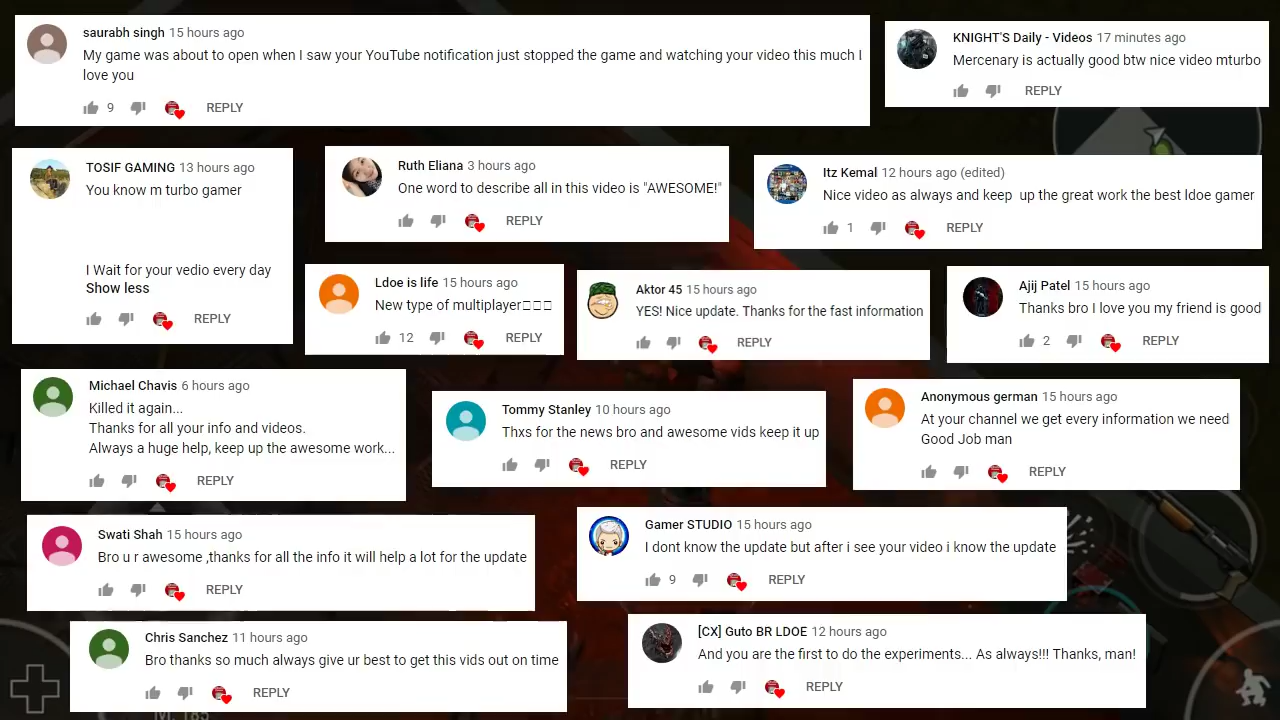 saurabh singh 15 hours ago
My game was about to open when I saw your YouTube notification just stopped the game and watching your video this much I
love you
9 REPLY
KNIGHT'S Daily - Videos 17 minutes ago
Mercenary is actually good btw nice video mturbo
REPLY
TOSIF GAMING 13 hours ago
You know m turbo gamer
I Wait for your vedio every day
Show less
REPLY
Ruth Eliana 3 hours ago
One word to describe all in this video is "AWESOME!"
REPLY
Itz Kemal 12 hours ago (edited)
Nice video as always and keep  up the great work the best ldoe gamer
1 REPLY
Ldoe is life 15 hours ago
New type of multiplayer□□□
12 REPLY
Aktor 45 15 hours ago
YES! Nice update. Thanks for the fast information
REPLY
Ajij Patel 15 hours ago
Thanks bro I love you my friend is good
2 REPLY
Michael Chavis 6 hours ago
Killed it again...
Thanks for all your info and videos.
Always a huge help, keep up the awesome work...
REPLY
Tommy Stanley 10 hours ago
Thxs for the news bro and awesome vids keep it up
REPLY
Anonymous german 15 hours ago
At your channel we get every information we need
Good Job man
REPLY
Swati Shah 15 hours ago
Bro u r awesome ,thanks for all the info it will help a lot for the update
REPLY
Gamer STUDIO 15 hours ago
I dont know the update but after i see your video i know the update
9 REPLY
Chris Sanchez 11 hours ago
Bro thanks so much always give ur best to get this vids out on time
REPLY
[CX] Guto BR LDOE 12 hours ago
And you are the first to do the experiments... As always!!! Thanks, man!
REPLY